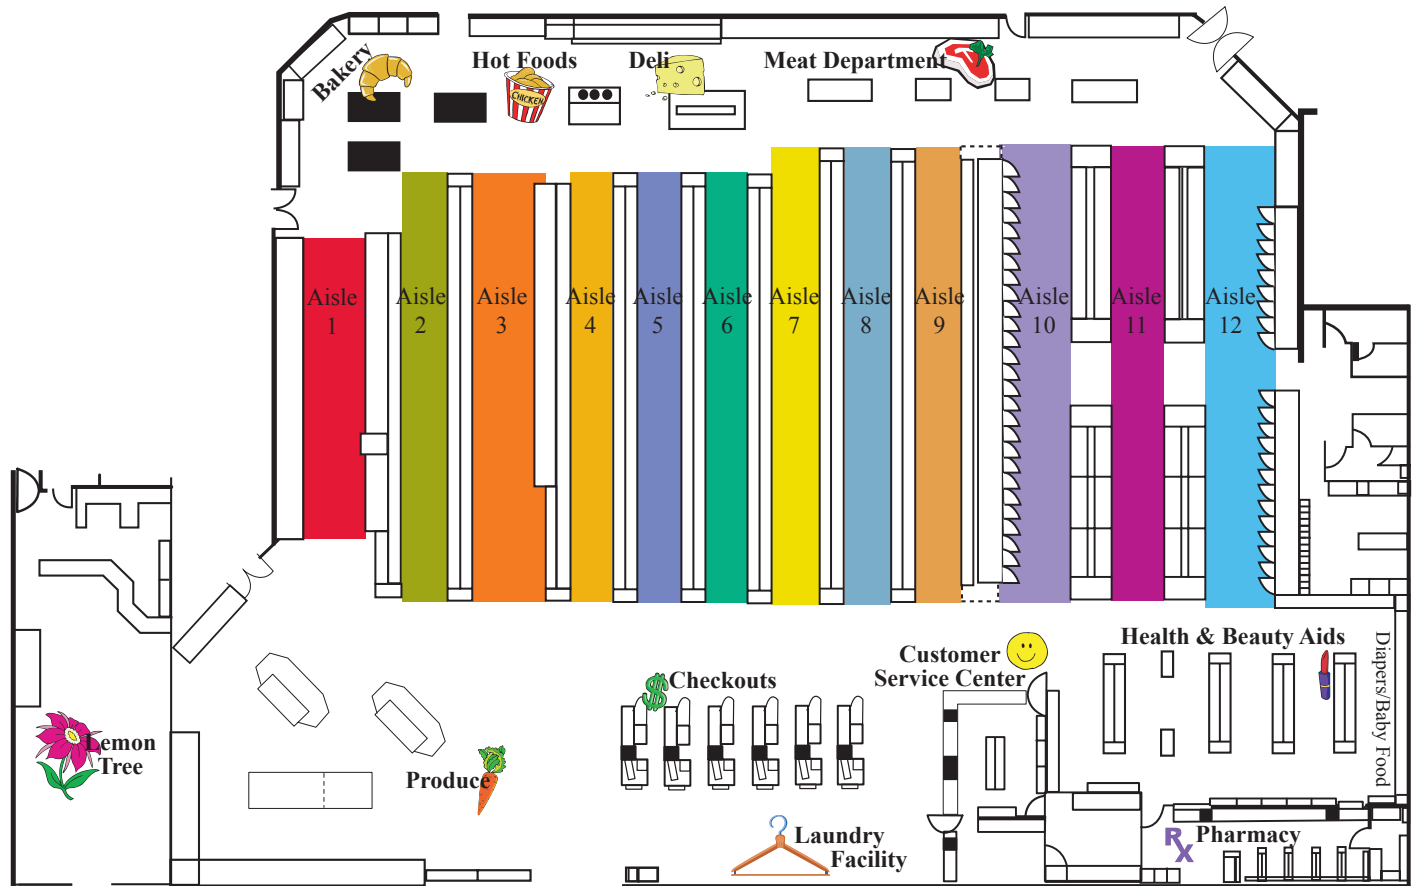 Bakery
Hot Foods
CHICKEN
Deli
Meat Department
Aisle
1
Aisle
2
Aisle
3
Aisle
4
Aisle
5
Aisle
6
Aisle
7
Aisle
8
Aisle
9
Aisle
10
Aisle
11
Aisle
12
Health & Beauty Aids
Diapers/Baby Food
Customer
Service Center
$
Checkouts
Lemon
Tree
Produce
Laundry
Facility
Rx
Pharmacy